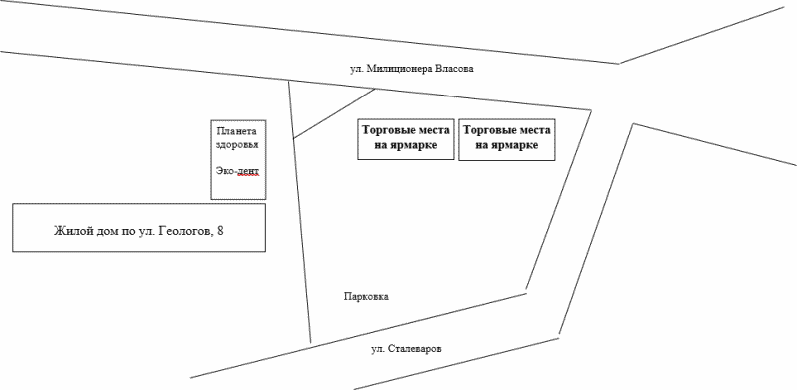 ул. Милиционера Власова
Планета
здоровья
Эко-дент
Торговые места
на ярмарке
Торговые места
на ярмарке
Жилой дом по ул. Геологов, 8
Парковка
ул. Сталеваров